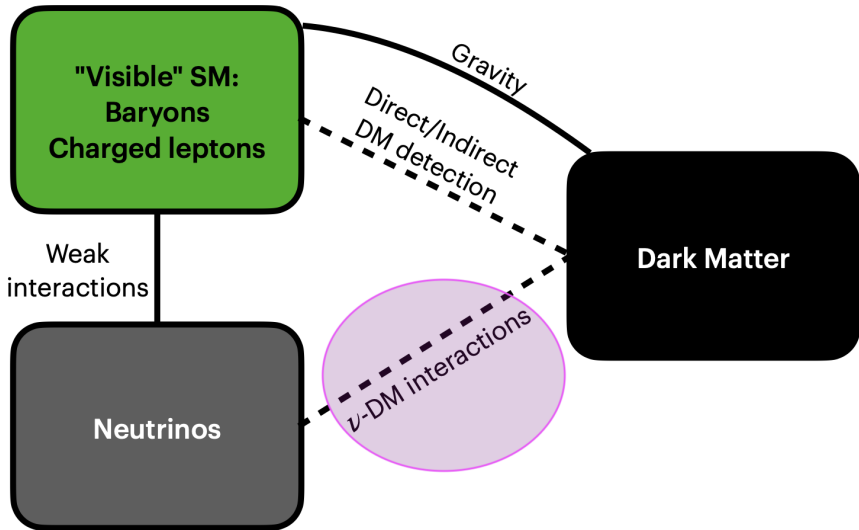 "Visible" SM:
Baryons
Charged leptons
Gravity
Direct/Indirect
DM detection
Weak
interactions
Dark Matter
ν-DM interactions
Neutrinos